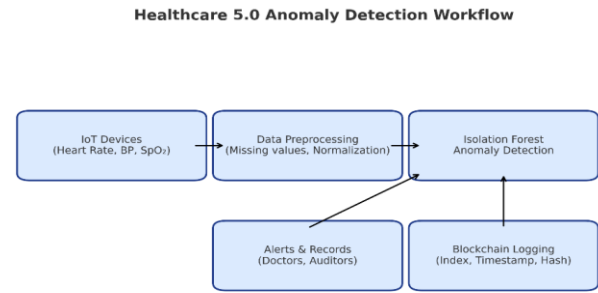 Healthcare 5.0 Anomaly Detection Workflow
IoT Devices
(Heart Rate, BP, SpO₂)
Data Preprocessing
(Missing values, Normalization)
Isolation Forest
Anomaly Detection
Alerts & Records
(Doctors, Auditors)
Blockchain Logging
(Index, Timestamp, Hash)